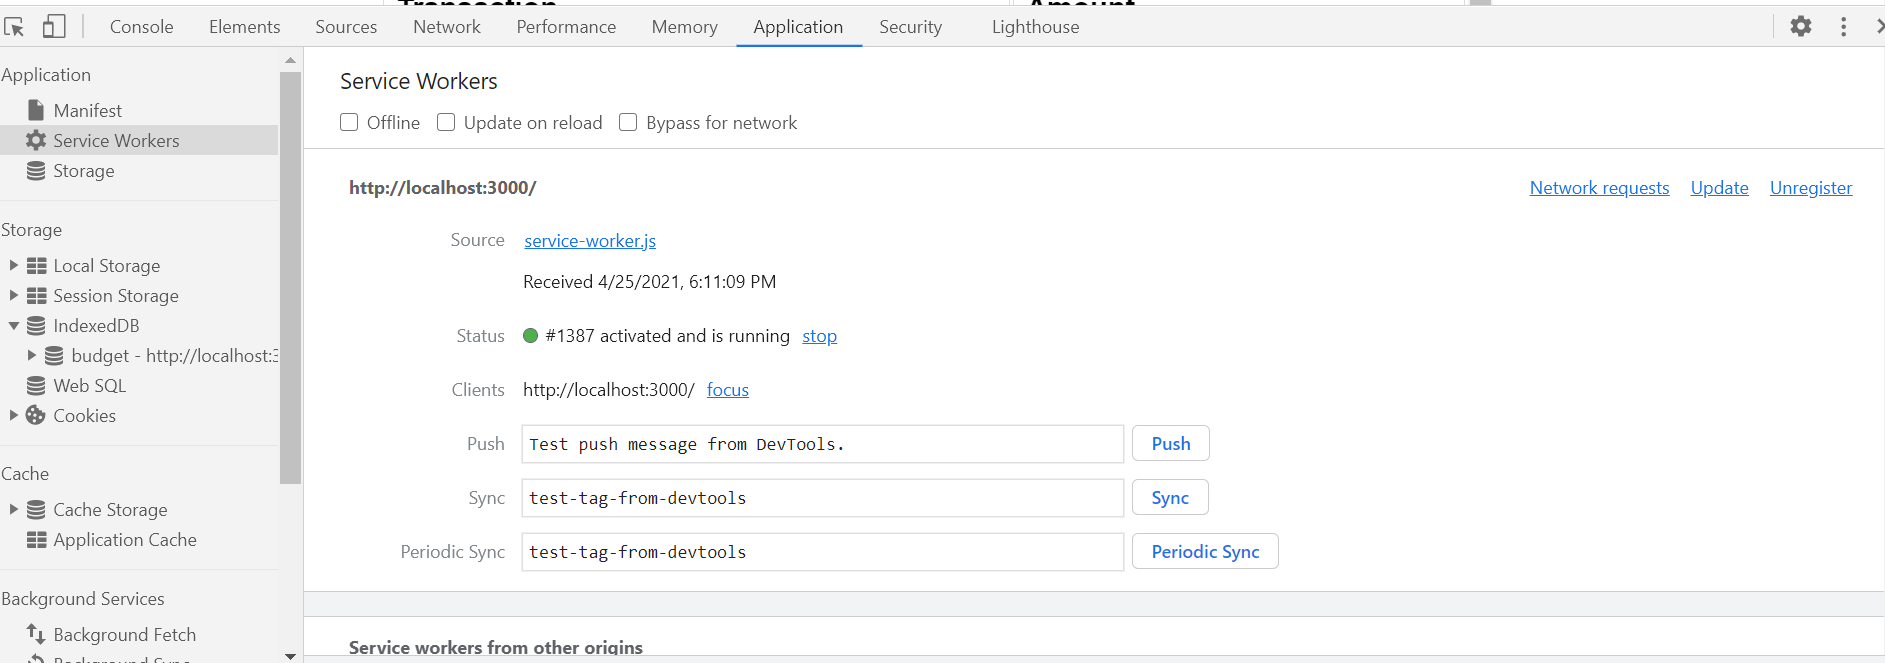 Transaction
Amount
Console Elements Sources Network Performance Memory Application Security Lighthouse
Application
Manifest
Service Workers
Storage
Storage
Local Storage
Session Storage
IndexedDB
budget - http://localhost:3
Web SQL
Cookies
Cache
Cache Storage
Application Cache
Background Services
Background Fetch
Background Sync
Service Workers
Offline Update on reload Bypass for network
http://localhost:3000/ Network requests Update Unregister
Source service-worker.js
Received 4/25/2021, 6:11:09 PM
Status #1387 activated and is running stop
Clients http://localhost:3000/ focus
Push Test push message from DevTools. Push
Sync test-tag-from-devtools Sync
Periodic Sync test-tag-from-devtools Periodic Sync
Service workers from other origins